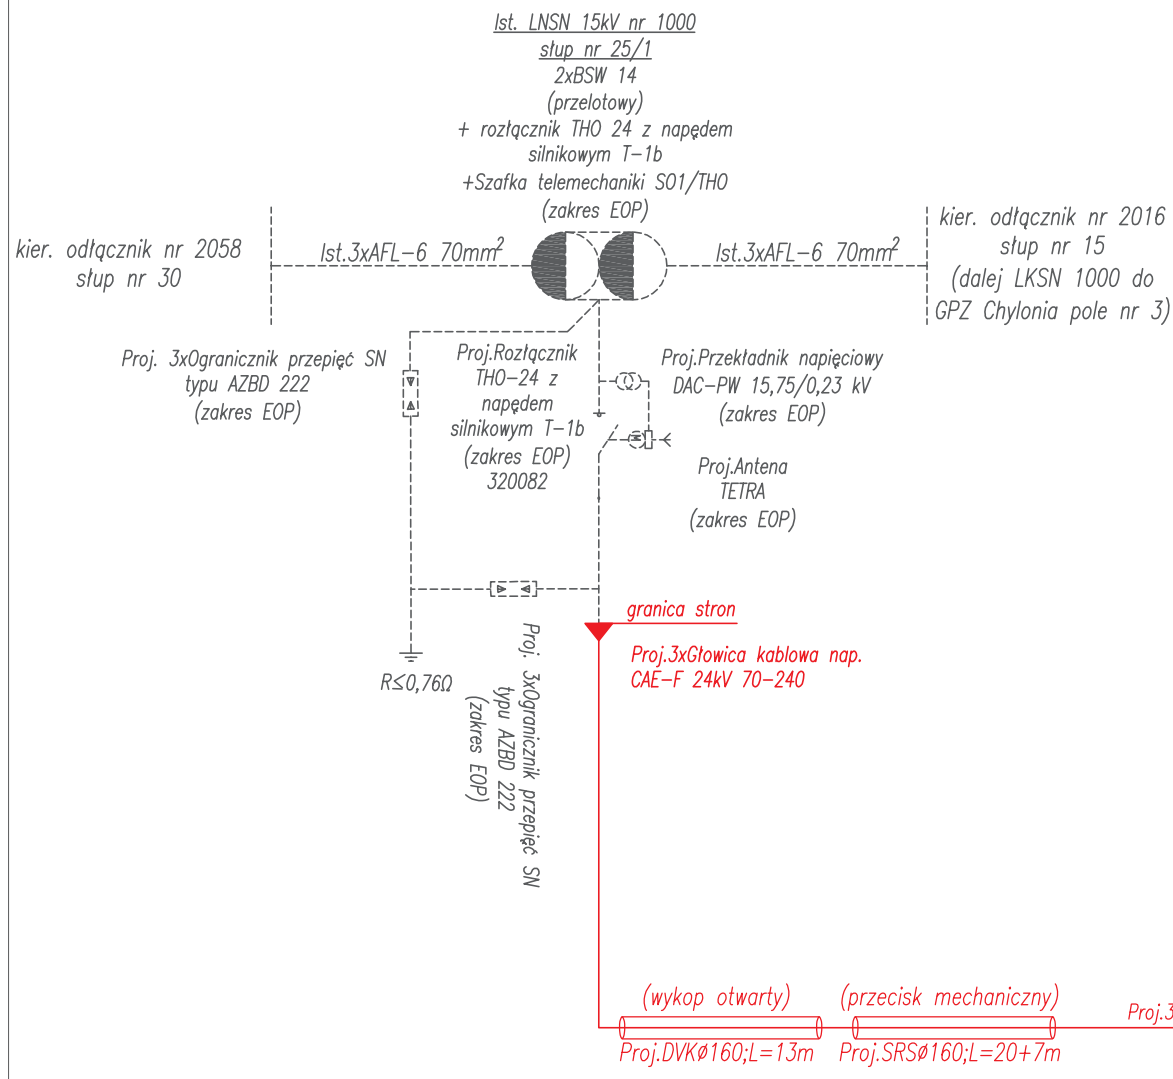 Ist. LNSN 15kV nr 1000
słup nr 25/1
2xBSW 14
(przelotowy)
+ rozłącznik THO 24 z napędem
silnikowym T-1b
+Szafka telemechaniki SO1/THO
(zakres EOP)
kier. odłącznik nr 2058
słup nr 30
Ist.3xAFL-6 70mm²
Ist.3xAFL-6 70mm²
kier. odłącznik nr 2016
słup nr 15
(dalej LKSN 1000 do
GPZ Chylonia pole nr 3)
Proj. 3xOgranicznik przepięć SN
typu AZBD 222
(zakres EOP)
Proj.Rozłącznik
THO-24 z
napędem
silnikowym T-1b
(zakres EOP)
320082
Proj.Przekładnik napięciowy
DAC-PW 15,75/0,23 kV
(zakres EOP)
M
Proj.Antena
TETRA
(zakres EOP)
granica stron
Proj.3xGłowica kablowa nap.
CAE-F 24kV 70-240
R≤0,76Ω
Proj. 3xOgranicznik przepięć SN
typu AZBD 222
(zakres EOP)
(wykop otwarty)
(przecisk mechaniczny)
Proj.3
Proj.DVKø160;L=13m
Proj.SRSø160;L=20+7m